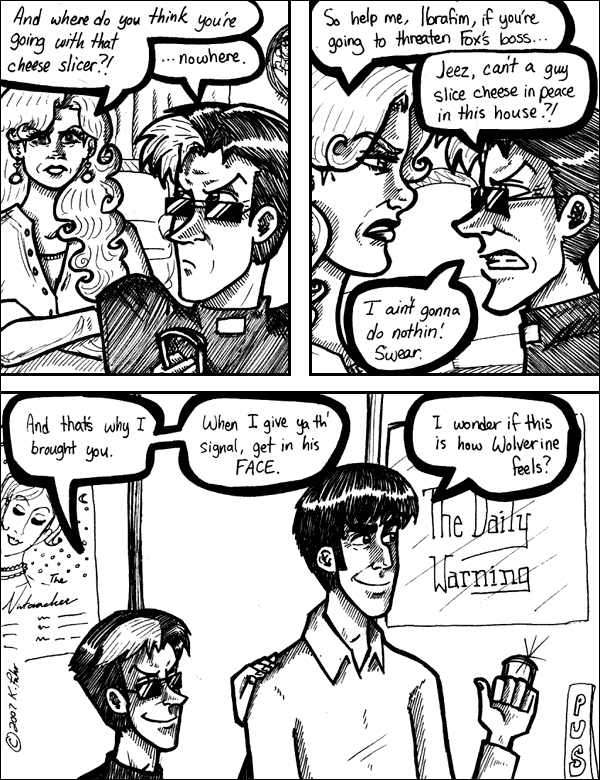 And where do you think you're
going with that
cheese slicer?!
...nowhere.
So help me, Ibrafim, if you're
going to threaten Fox's boss...
Jeez, can't a guy
slice cheese in peace
in this house?!
I ain't gonna
do nothin'!
Swear.
And that's why I
brought you.
When I give ya th'
signal, get in his
FACE.
I wonder if this
is how Wolverine
feels?
The Daily
Warning
The
Nutcracker
PUS
© 2007 K.